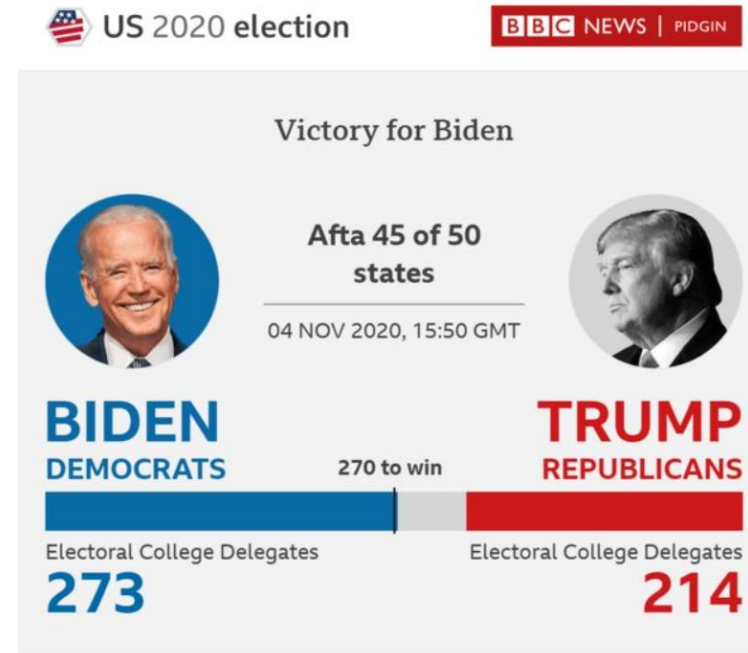 US 2020 election
BBC NEWS | PIDGIN
Victory for Biden
Afta 45 of 50
states
04 NOV 2020, 15:50 GMT
BIDEN
DEMOCRATS
TRUMP
REPUBLICANS
270 to win
Electoral College Delegates
273
Electoral College Delegates
214